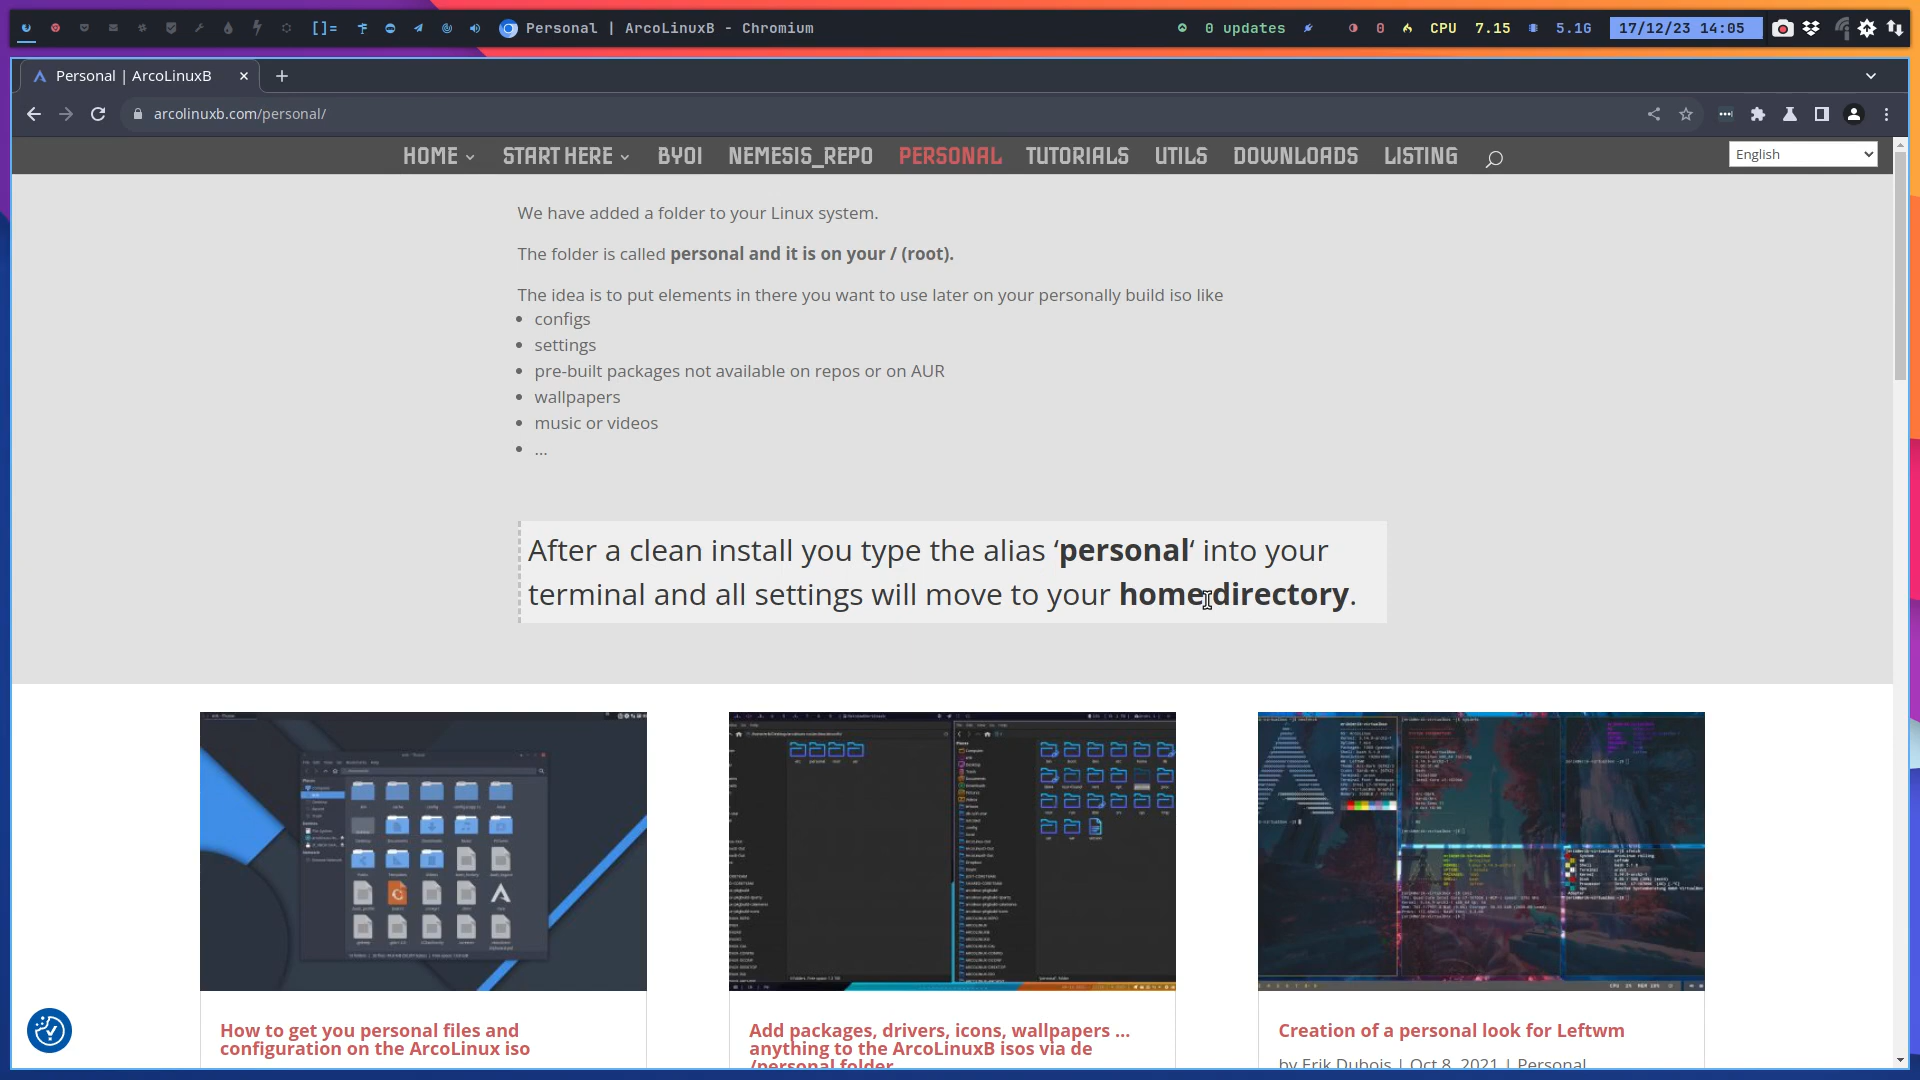 []= Personal | ArcoLinuxB - Chromium 0 updates 0 CPU 7.15 5.1G 17/12/23 14:05
Personal | ArcoLinuxB
arcolinuxb.com/personal/
HOME START HERE BYOI NEMESIS_REPO PERSONAL TUTORIALS UTILS DOWNLOADS LISTING English
We have added a folder to your Linux system.
The folder is called personal and it is on your / (root).
The idea is to put elements in there you want to use later on your personally build iso like
• configs
• settings
• pre-built packages not available on repos or on AUR
• wallpapers
• music or videos
• ...
After a clean install you type the alias ‘personal‘ into your
terminal and all settings will move to your home directory.
How to get you personal files and
configuration on the ArcoLinux iso
Add packages, drivers, icons, wallpapers ...
anything to the ArcoLinuxB isos via de
/personal folder
Creation of a personal look for Leftwm
by Erik Dubois | Oct 8, 2021 | Personal